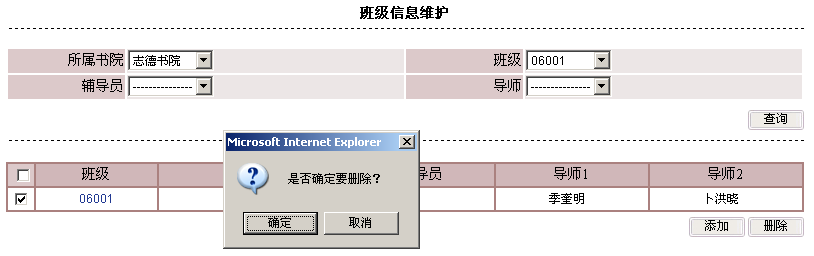 班级信息维护
所属书院 志德书院 班级 06001
辅导员 --------------- 导师 ---------------
查询
Microsoft Internet Explorer
是否确定要删除？
确定 取消
班级 导员 导师1 导师2
06001 季奎明 卜洪晓
添加 删除